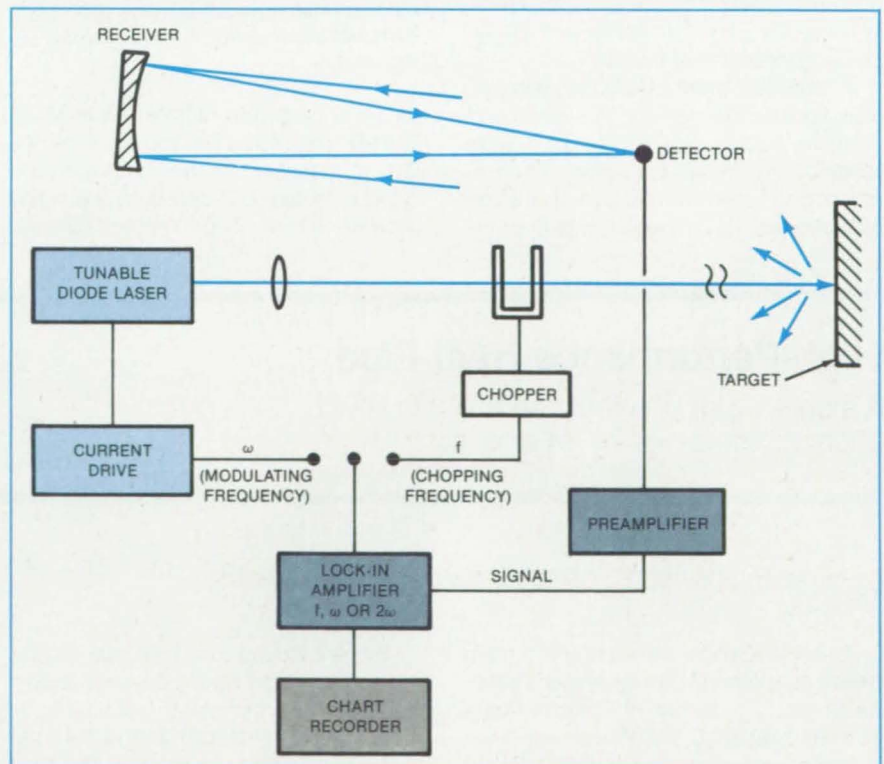 RECEIVER
DETECTOR
TUNABLE
DIODE LASER
TARGET
CHOPPER
CURRENT
DRIVE
ω
(MODULATING
FREQUENCY)
f
(CHOPPING
FREQUENCY)
PREAMPLIFIER
LOCK-IN
AMPLIFIER
f, ω OR 2ω
SIGNAL
CHART
RECORDER